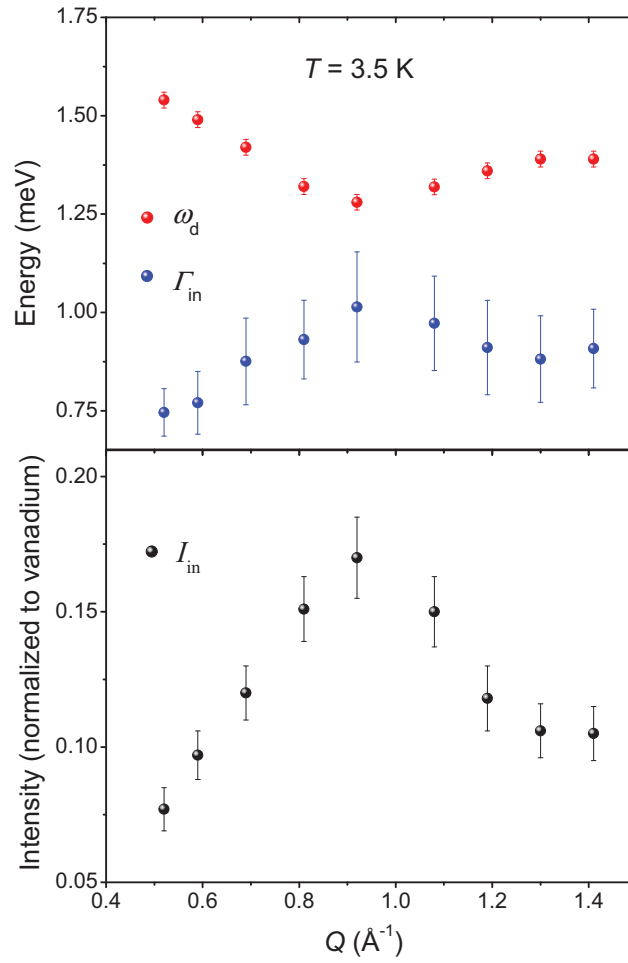 1.75
T = 3.5 K
1.50
1.25
ω_d
Γ_in
1.00
0.75
Energy (meV)
0.20
I_in
0.15
0.10
0.05
Intensity (normalized to vanadium)
0.4 0.6 0.8 1.0 1.2 1.4
Q (Å⁻¹)